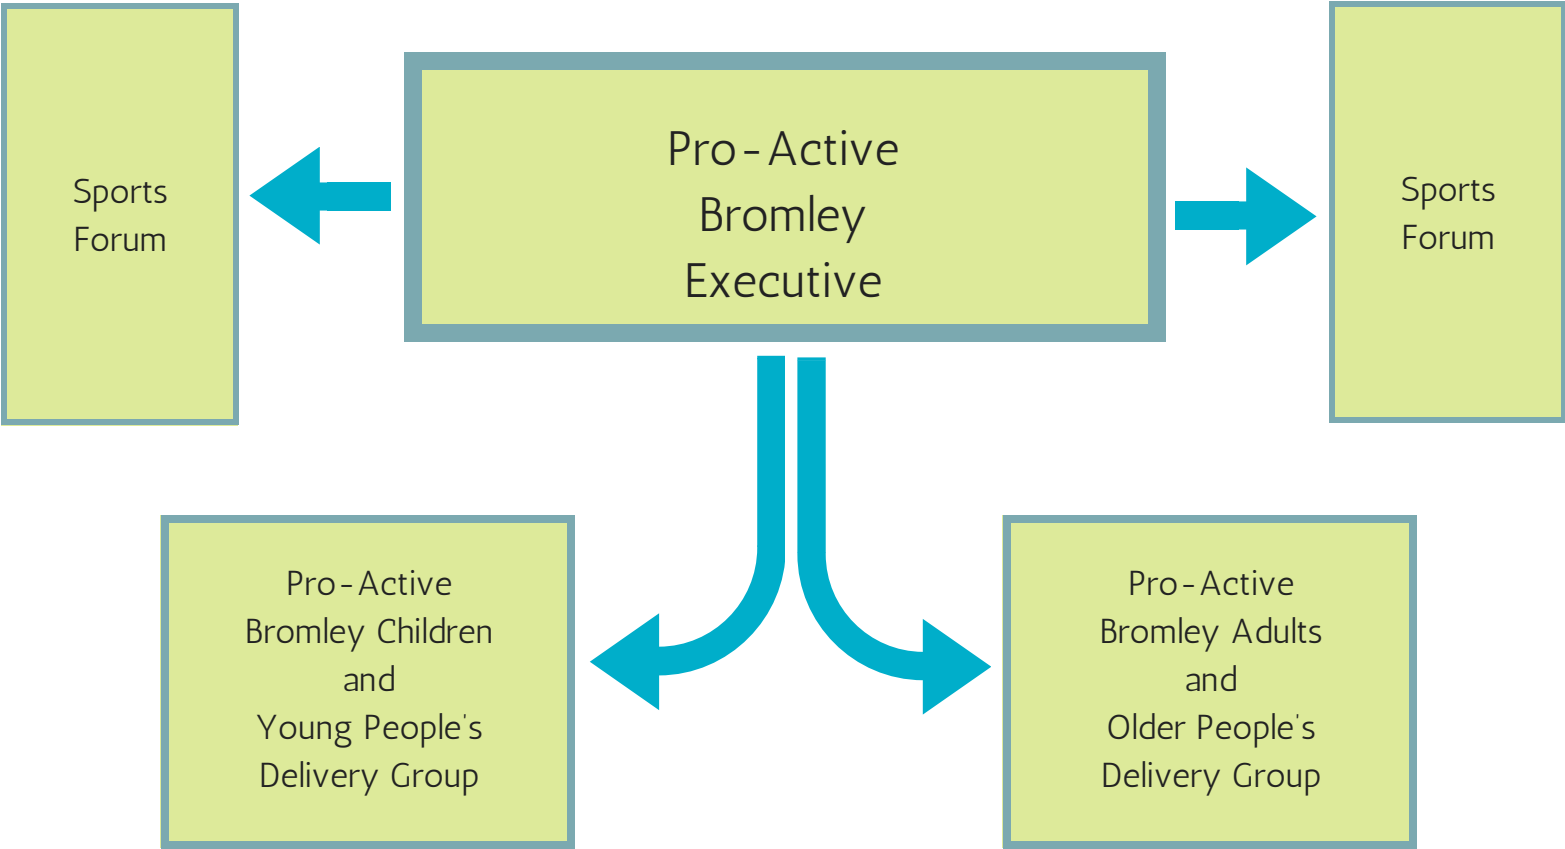 Sports
Forum
Pro-Active
Bromley
Executive
Sports
Forum
Pro-Active
Bromley Children
and
Young People's
Delivery Group
Pro-Active
Bromley Adults
and
Older People's
Delivery Group